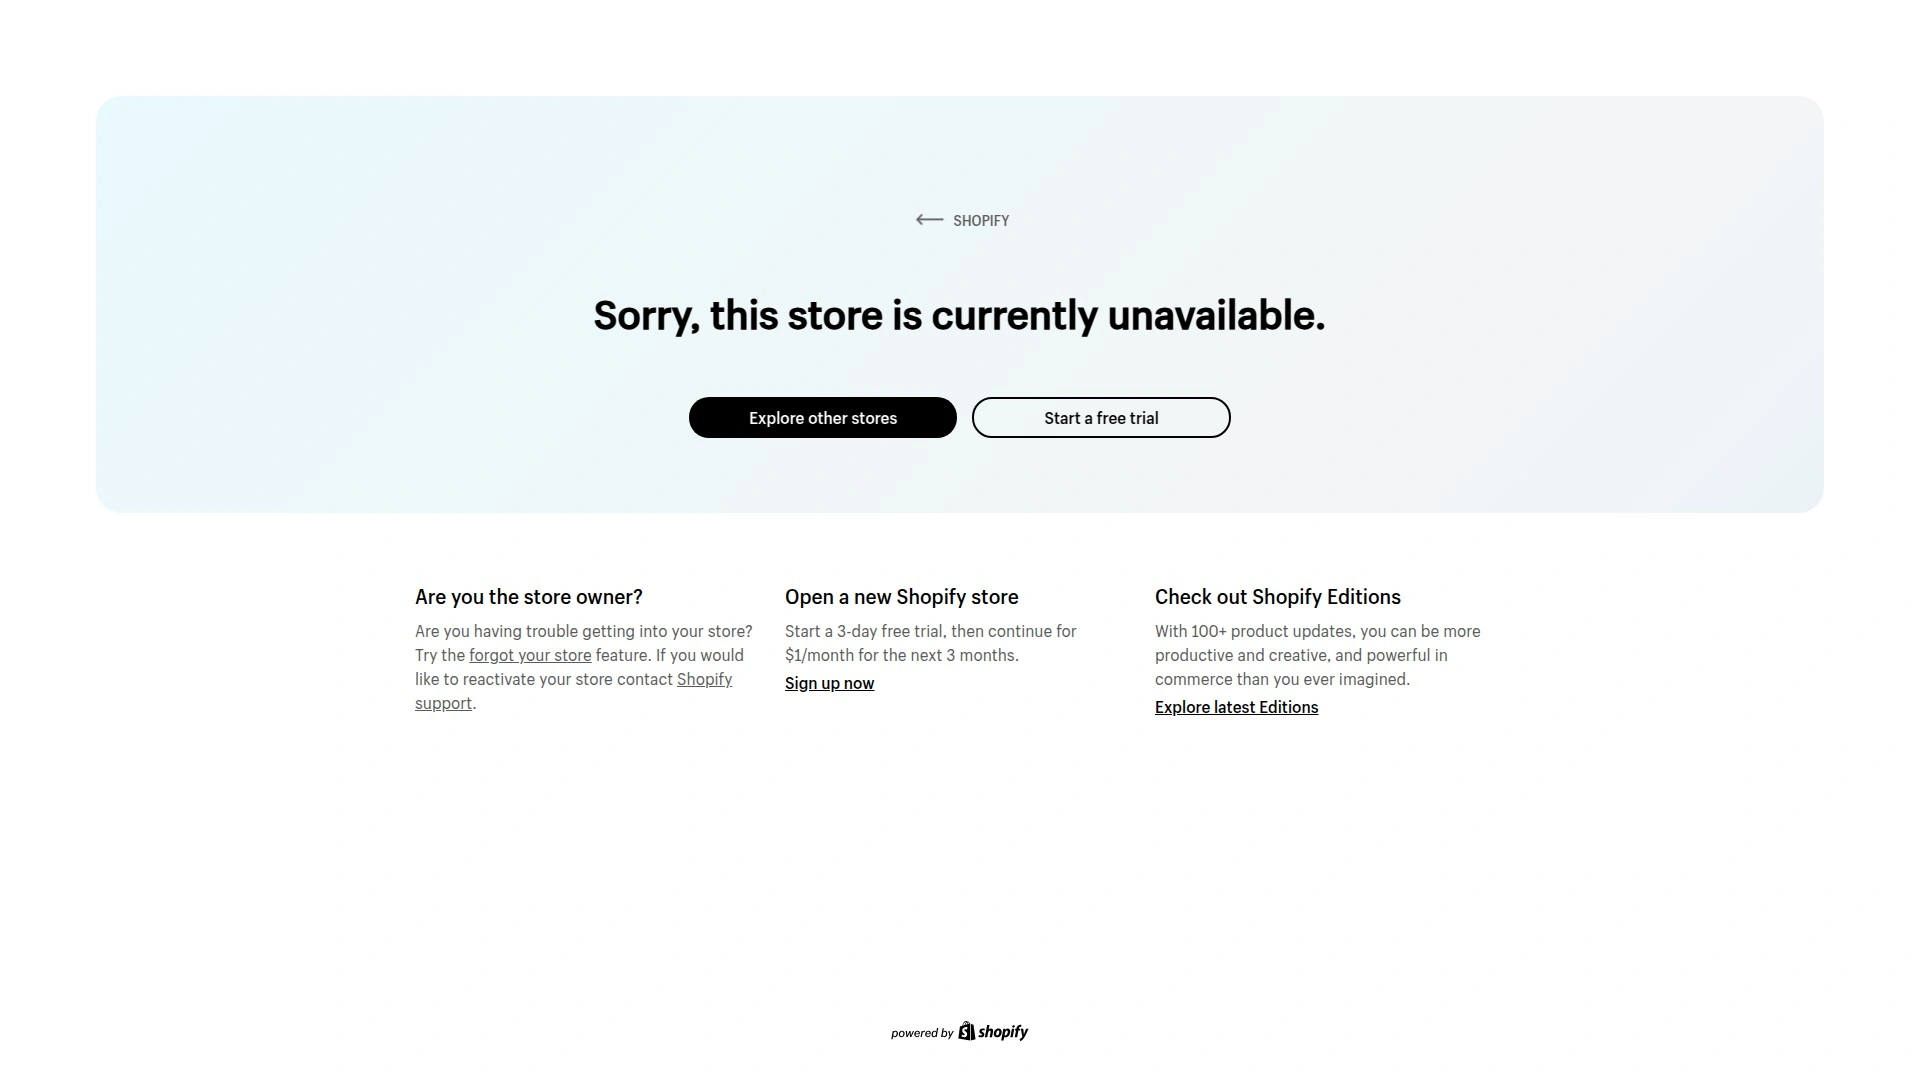 SHOPIFY
Sorry, this store is currently unavailable.
Explore other stores
Start a free trial
Are you the store owner?
Are you having trouble getting into your store?
Try the forgot your store feature. If you would
like to reactivate your store contact Shopify
support.
Open a new Shopify store
Start a 3-day free trial, then continue for
$1/month for the next 3 months.
Sign up now
Check out Shopify Editions
With 100+ product updates, you can be more
productive and creative, and powerful in
commerce than you ever imagined.
Explore latest Editions
powered by shopify